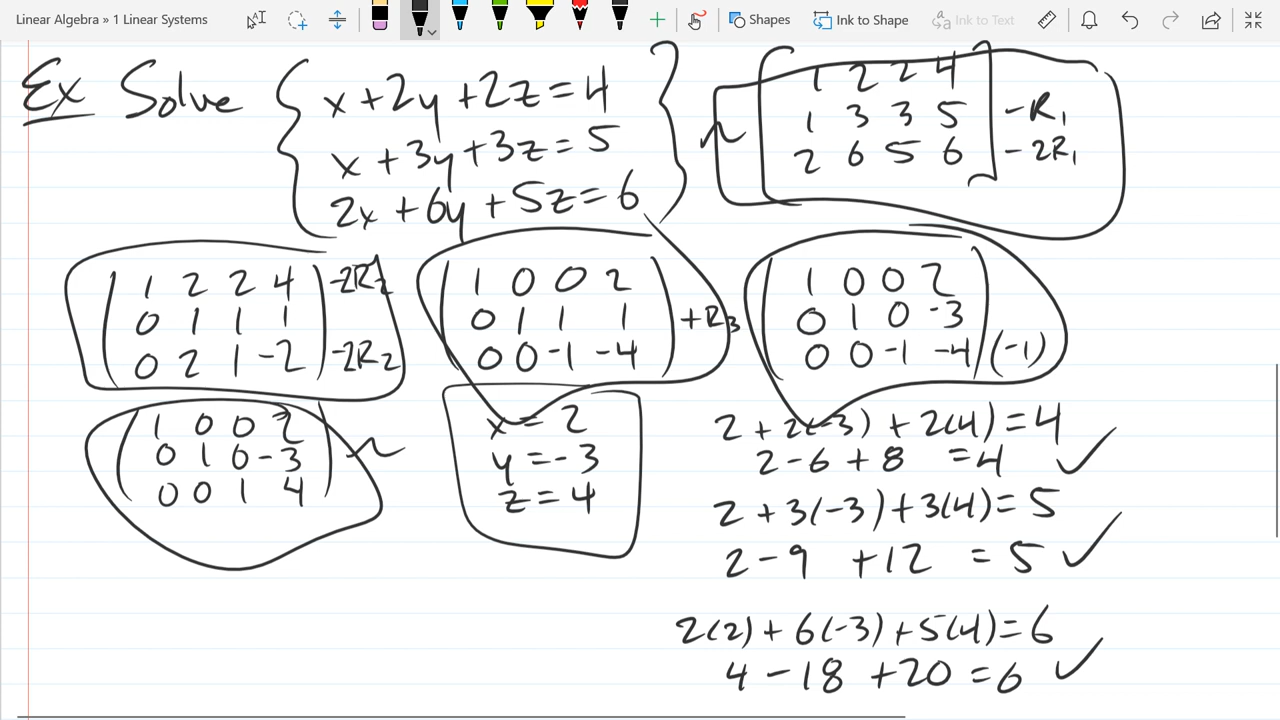 Linear Algebra » 1 Linear Systems
Shapes
Ink to Shape
Ink to Text
Ex Solve { x+2y+2z=4
x+3y+3z=5
2x+6y+5z=6 }
~ [ 1 2 2 4
1 3 3 5
2 6 5 6 ] -R₁
-2R₁
( 1 2 2 4
0 1 1 1
0 2 1 -2 ) -2R₂
-2R₂
( 1 0 0 2
0 1 1 1
0 0 -1 -4 ) +R₃
( 1 0 0 2
0 1 0 -3
0 0 -1 -4 ) (-1)
( 1 0 0 2
0 1 0 -3
0 0 1 4 ) ~
x = 2
y = -3
z = 4
2 + 2(-3) + 2(4) = 4
2 - 6 + 8 = 4 ✓
2 + 3(-3) + 3(4) = 5
2 - 9 + 12 = 5 ✓
2(2) + 6(-3) + 5(4) = 6
4 - 18 + 20 = 6 ✓